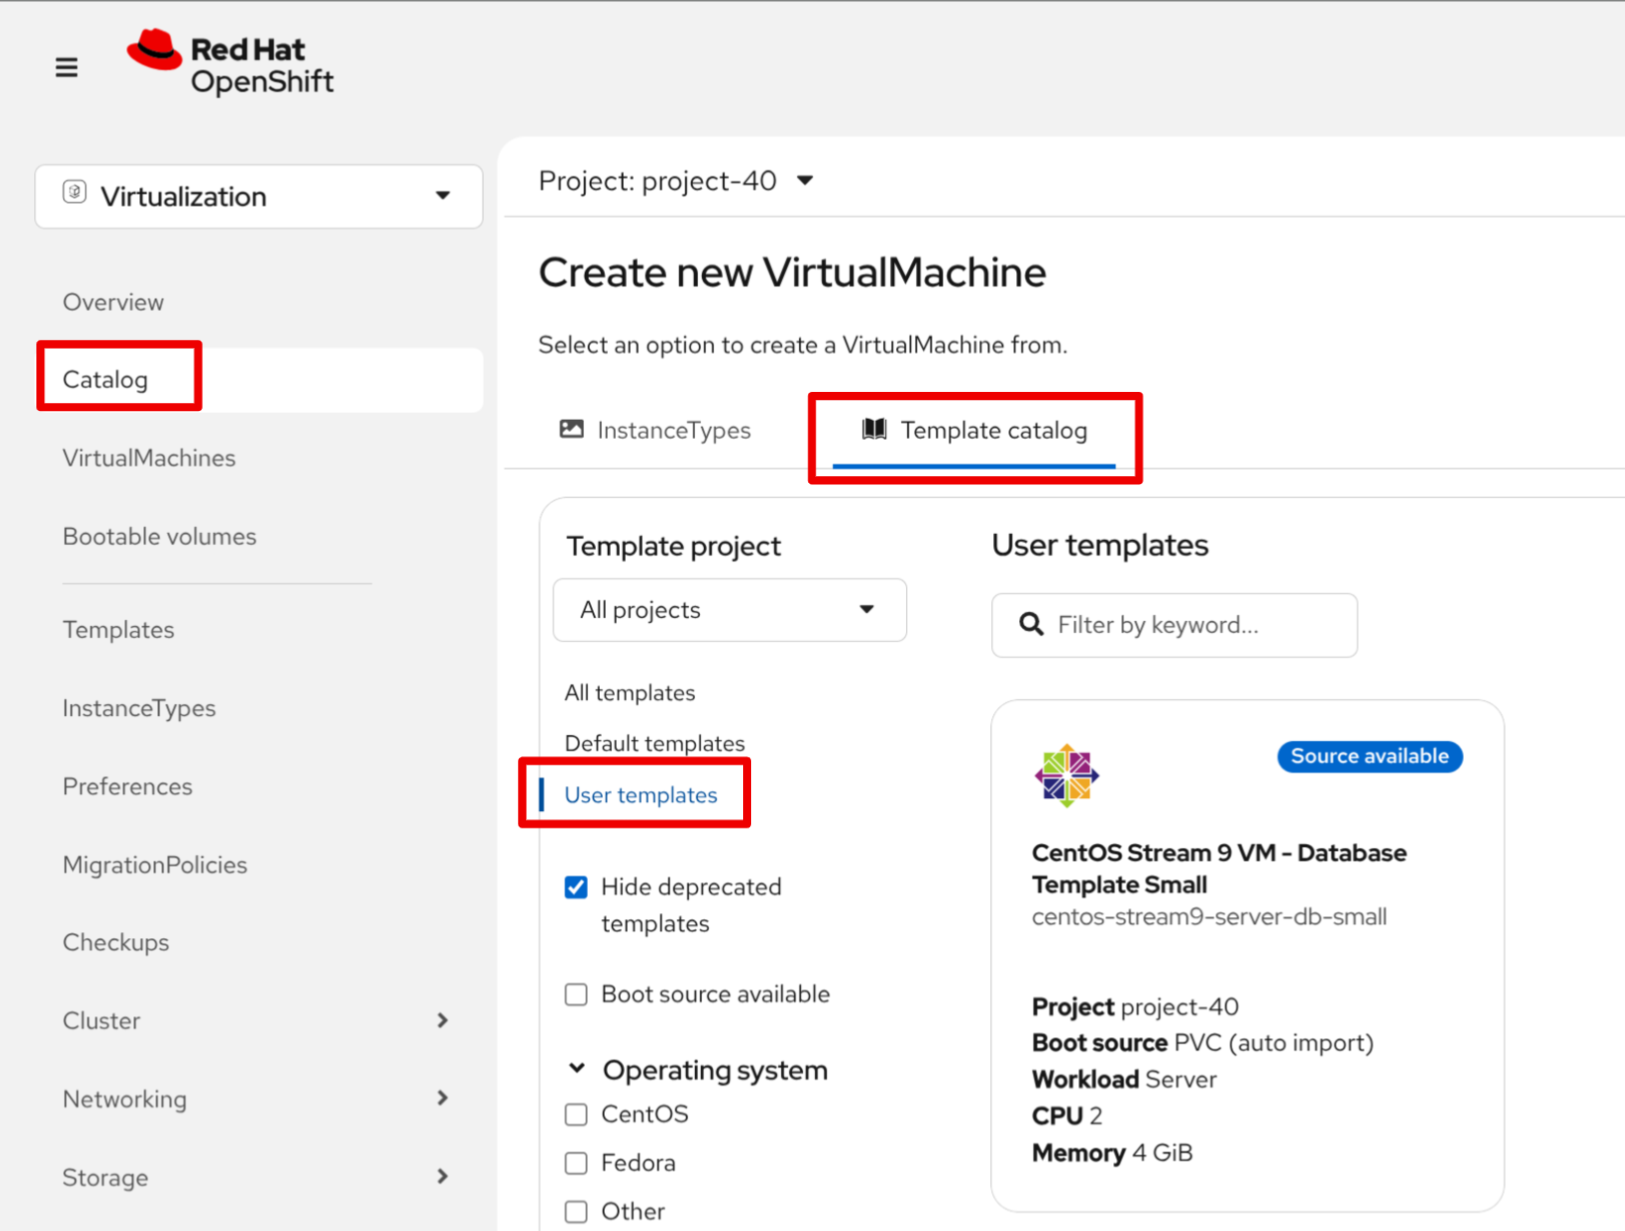 Red Hat
OpenShift
Virtualization
Overview
Catalog
VirtualMachines
Bootable volumes
Templates
InstanceTypes
Preferences
MigrationPolicies
Checkups
Cluster
Networking
Storage
Project: project-40
Create new VirtualMachine
Select an option to create a VirtualMachine from.
InstanceTypes
Template catalog
Template project
All projects
All templates
Default templates
User templates
Hide deprecated
templates
Boot source available
Operating system
CentOS
Fedora
Other
User templates
Filter by keyword...
Source available
CentOS Stream 9 VM - Database
Template Small
centos-stream9-server-db-small
Project project-40
Boot source PVC (auto import)
Workload Server
CPU 2
Memory 4 GiB